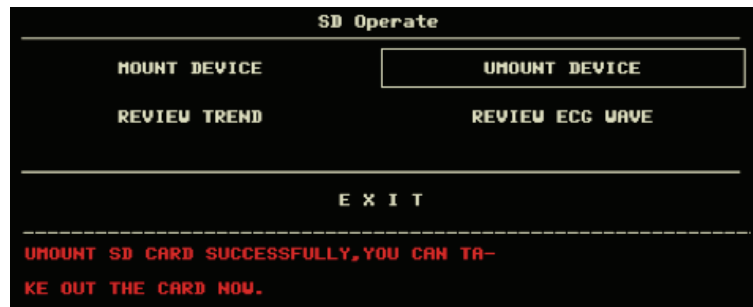 SD Operate
MOUNT DEVICE UMOUNT DEVICE
REVIEW TREND REVIEW ECG WAVE
E X I T
UMOUNT SD CARD SUCCESSFULLY,YOU CAN TA-
KE OUT THE CARD NOW.